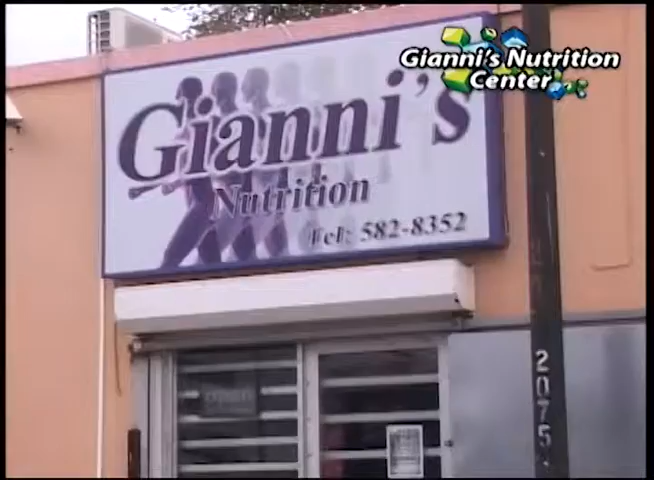 Gianni's Nutrition
Center
Gianni's
Nutrition
Tel: 582-8352
2075